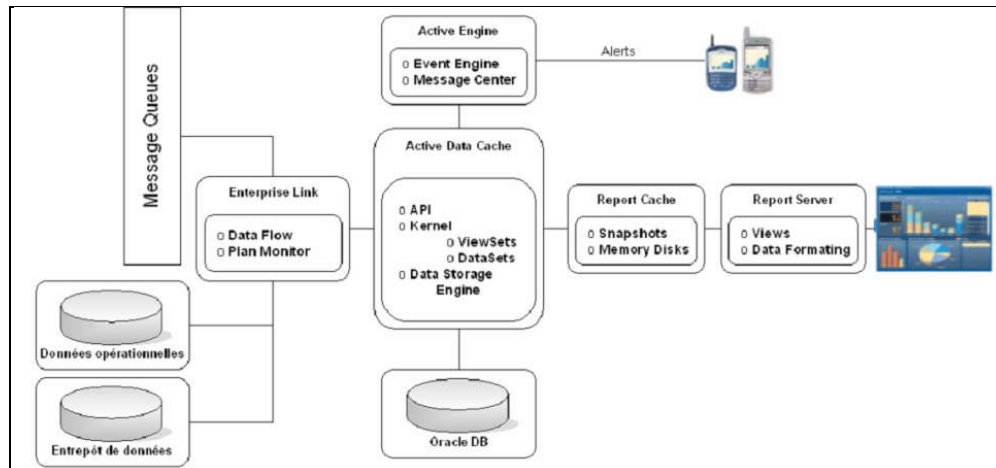 Message Queues
Active Engine
o Event Engine
o Message Center
Alerts
Enterprise Link
o Data Flow
o Plan Monitor
Active Data Cache
o API
o Kernel
o ViewSets
o DataSets
o Data Storage
Engine
Report Cache
o Snapshots
o Memory Disks
Report Server
o Views
o Data Formating
Données opérationnelles
Entrepôt de données
Oracle DB